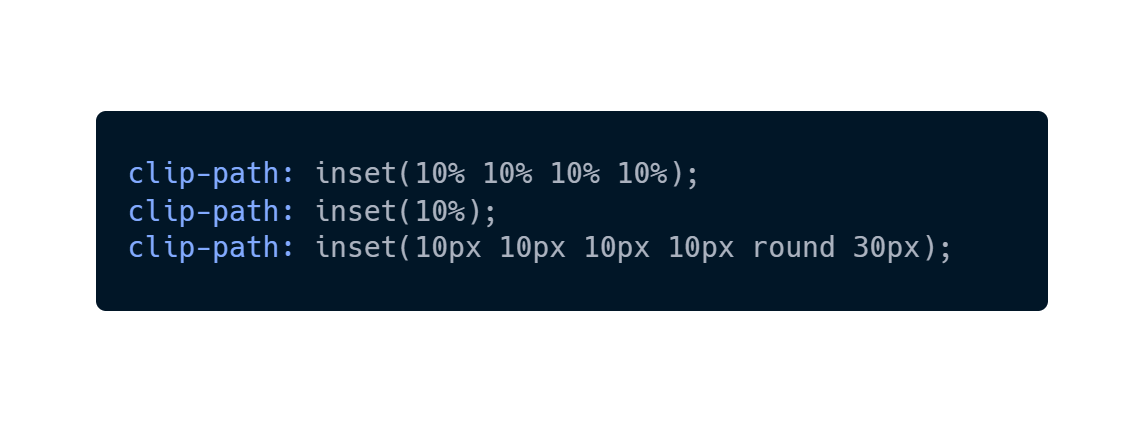 clip-path: inset(10% 10% 10% 10%);
clip-path: inset(10%);
clip-path: inset(10px 10px 10px 10px round 30px);